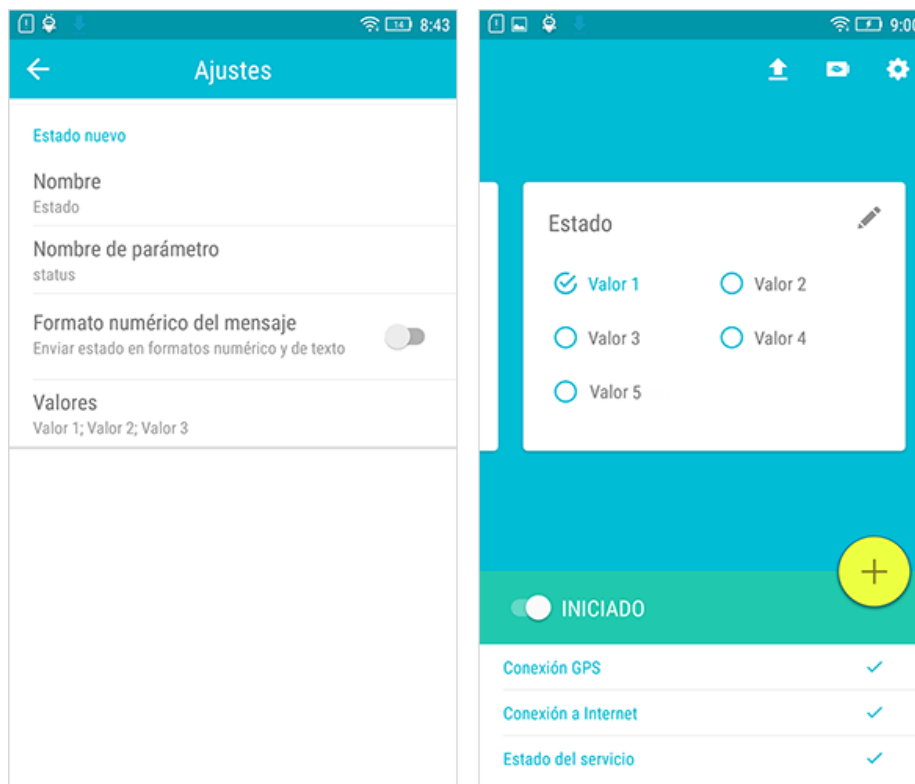 14 8:43
Ajustes
Estado nuevo
Nombre
Estado
Nombre de parámetro
status
Formato numérico del mensaje
Enviar estado en formatos numérico y de texto
Valores
Valor 1; Valor 2; Valor 3
9:00
Estado
Valor 1 Valor 2
Valor 3 Valor 4
Valor 5
INICIADO
Conexión GPS
Conexión a Internet
Estado del servicio